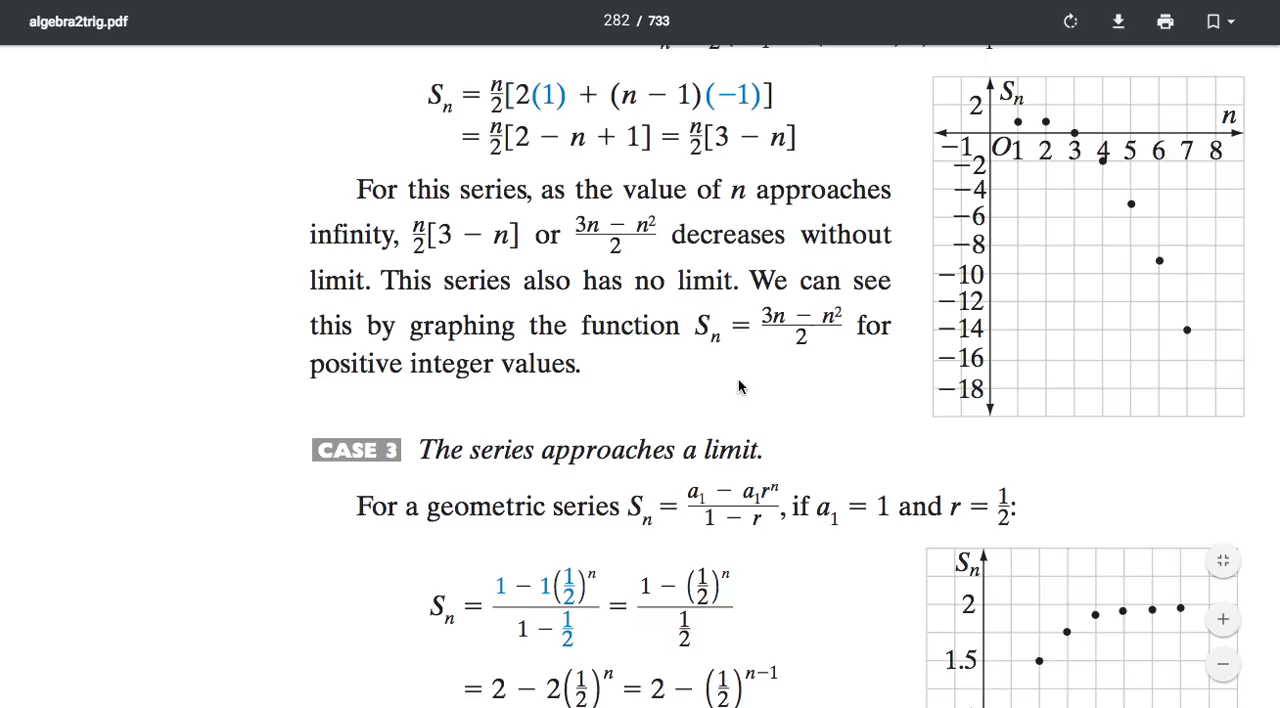 algebra2trig.pdf
282 / 733
Sₙ = n/2[2(1) + (n − 1)(−1)]
= n/2[2 − n + 1] = n/2[3 − n]
For this series, as the value of n approaches
infinity, n/2[3 − n] or (3n − n²)/2 decreases without
limit. This series also has no limit. We can see
this by graphing the function Sₙ = (3n − n²)/2 for
positive integer values.
Sₙ
2
n
−1 O 1 2 3 4 5 6 7 8
−2
−4
−6
−8
−10
−12
−14
−16
−18
CASE 3 The series approaches a limit.
For a geometric series Sₙ = (a₁ − a₁rⁿ)/(1 − r), if a₁ = 1 and r = 1/2:
Sₙ = (1 − 1(1/2)ⁿ)/(1 − 1/2) = (1 − (1/2)ⁿ)/(1/2)
= 2 − 2(1/2)ⁿ = 2 − (1/2)ⁿ⁻¹
Sₙ
2
1.5